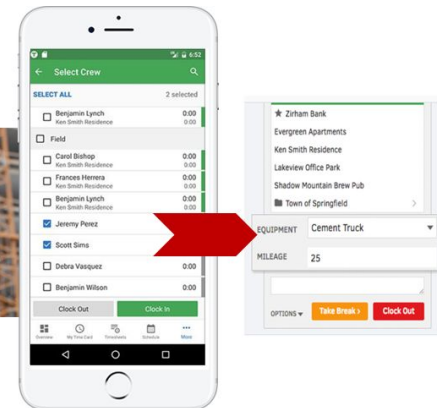 6:52
Select Crew
SELECT ALL 2 selected
Benjamin Lynch 0:00
Ken Smith Residence 0:00
Field
Carol Bishop 0:00
Ken Smith Residence 0:00
Frances Herrera 0:00
Ken Smith Residence 0:00
Benjamin Lynch 0:00
Ken Smith Residence 0:00
Jeremy Perez
Scott Sims
Debra Vasquez 0:00
Benjamin Wilson 0:00
Clock Out Clock In
Overview My Time Card Timesheets Schedule More
Zirham Bank
Evergreen Apartments
Ken Smith Residence
Lakeview Office Park
Shadow Mountain Brew Pub
Town of Springfield
EQUIPMENT Cement Truck
MILEAGE 25
OPTIONS Take Break Clock Out